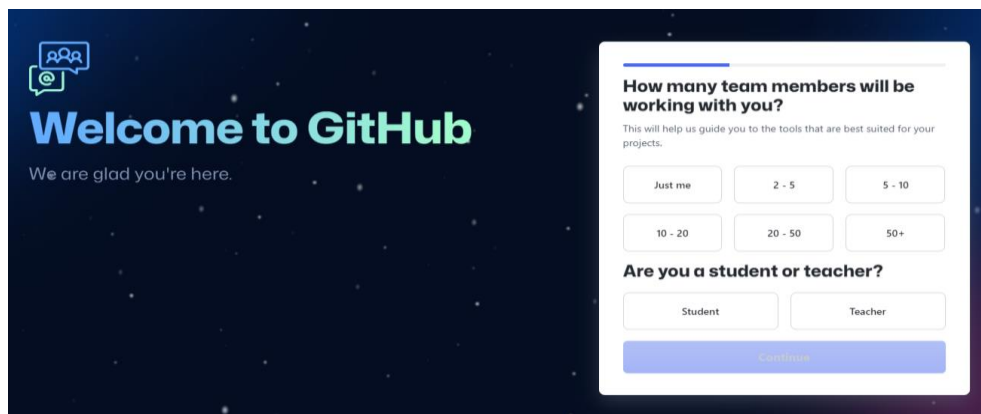 @
Welcome to GitHub
We are glad you're here.
How many team members will be
working with you?
This will help us guide you to the tools that are best suited for your
projects.
Just me
2 - 5
5 - 10
10 - 20
20 - 50
50+
Are you a student or teacher?
Student
Teacher
Continue